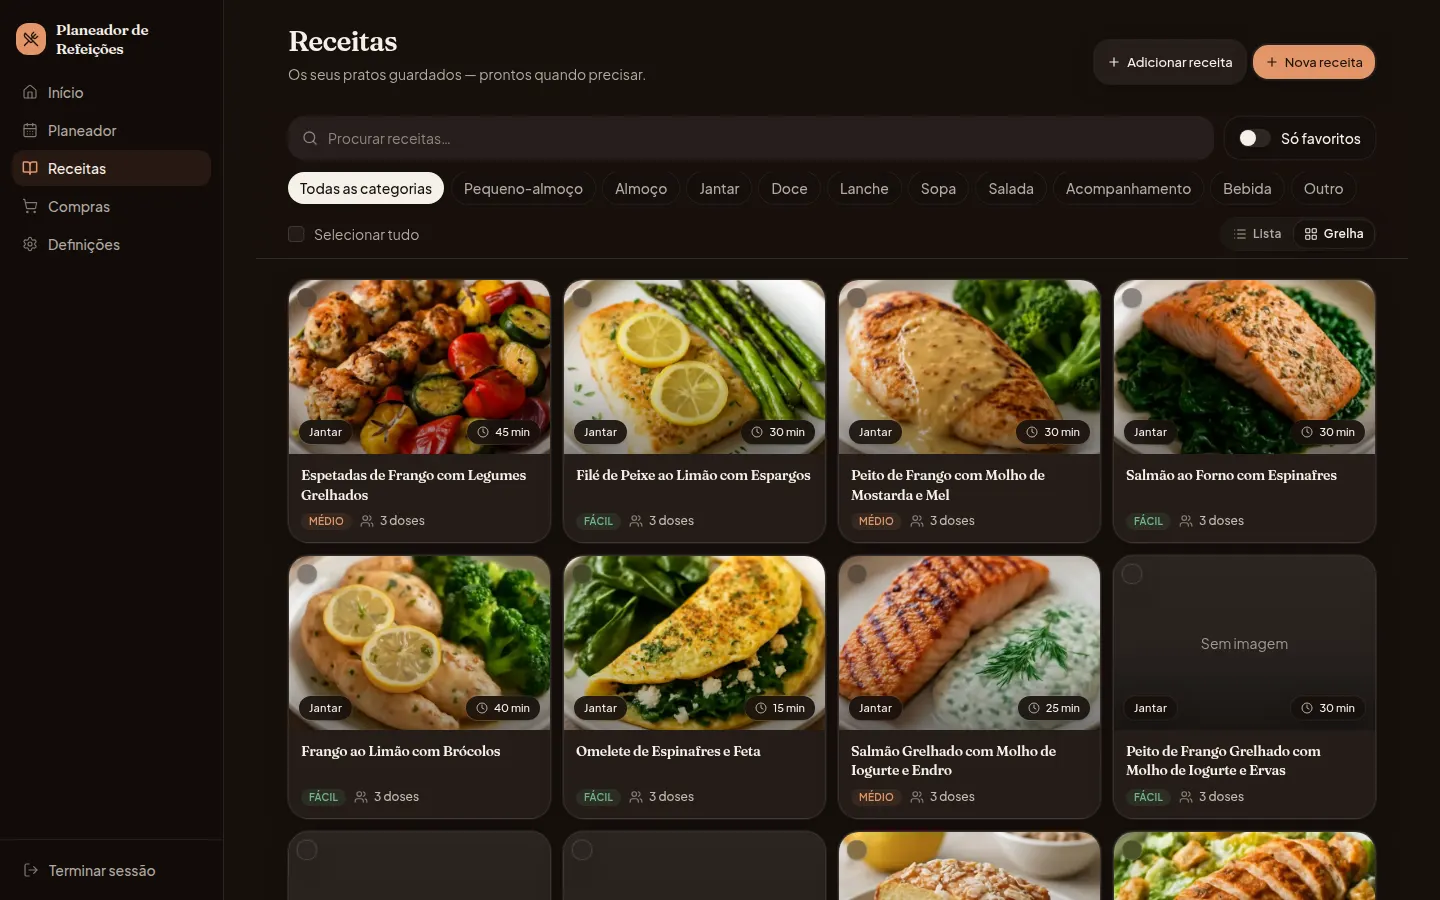 Planeador de
Refeições
Início
Planeador
Receitas
Compras
Definições
Terminar sessão
Receitas
Os seus pratos guardados — prontos quando precisar.
Adicionar receita
Nova receita
Procurar receitas...
Só favoritos
Todas as categorias
Pequeno-almoço
Almoço
Jantar
Doce
Lanche
Sopa
Salada
Acompanhamento
Bebida
Outro
Selecionar tudo
Lista
Grelha
Jantar
45 min
Espetadas de Frango com Legumes
Grelhados
MÉDIO
3 doses
Jantar
30 min
Filé de Peixe ao Limão com Espargos
FÁCIL
3 doses
Jantar
30 min
Peito de Frango com Molho de
Mostarda e Mel
MÉDIO
3 doses
Jantar
30 min
Salmão ao Forno com Espinafres
FÁCIL
3 doses
Jantar
40 min
Frango ao Limão com Brócolos
FÁCIL
3 doses
Jantar
15 min
Omelete de Espinafres e Feta
FÁCIL
3 doses
Jantar
25 min
Salmão Grelhado com Molho de
Iogurte e Endro
MÉDIO
3 doses
Sem imagem
Jantar
30 min
Peito de Frango Grelhado com
Molho de Iogurte e Ervas
FÁCIL
3 doses